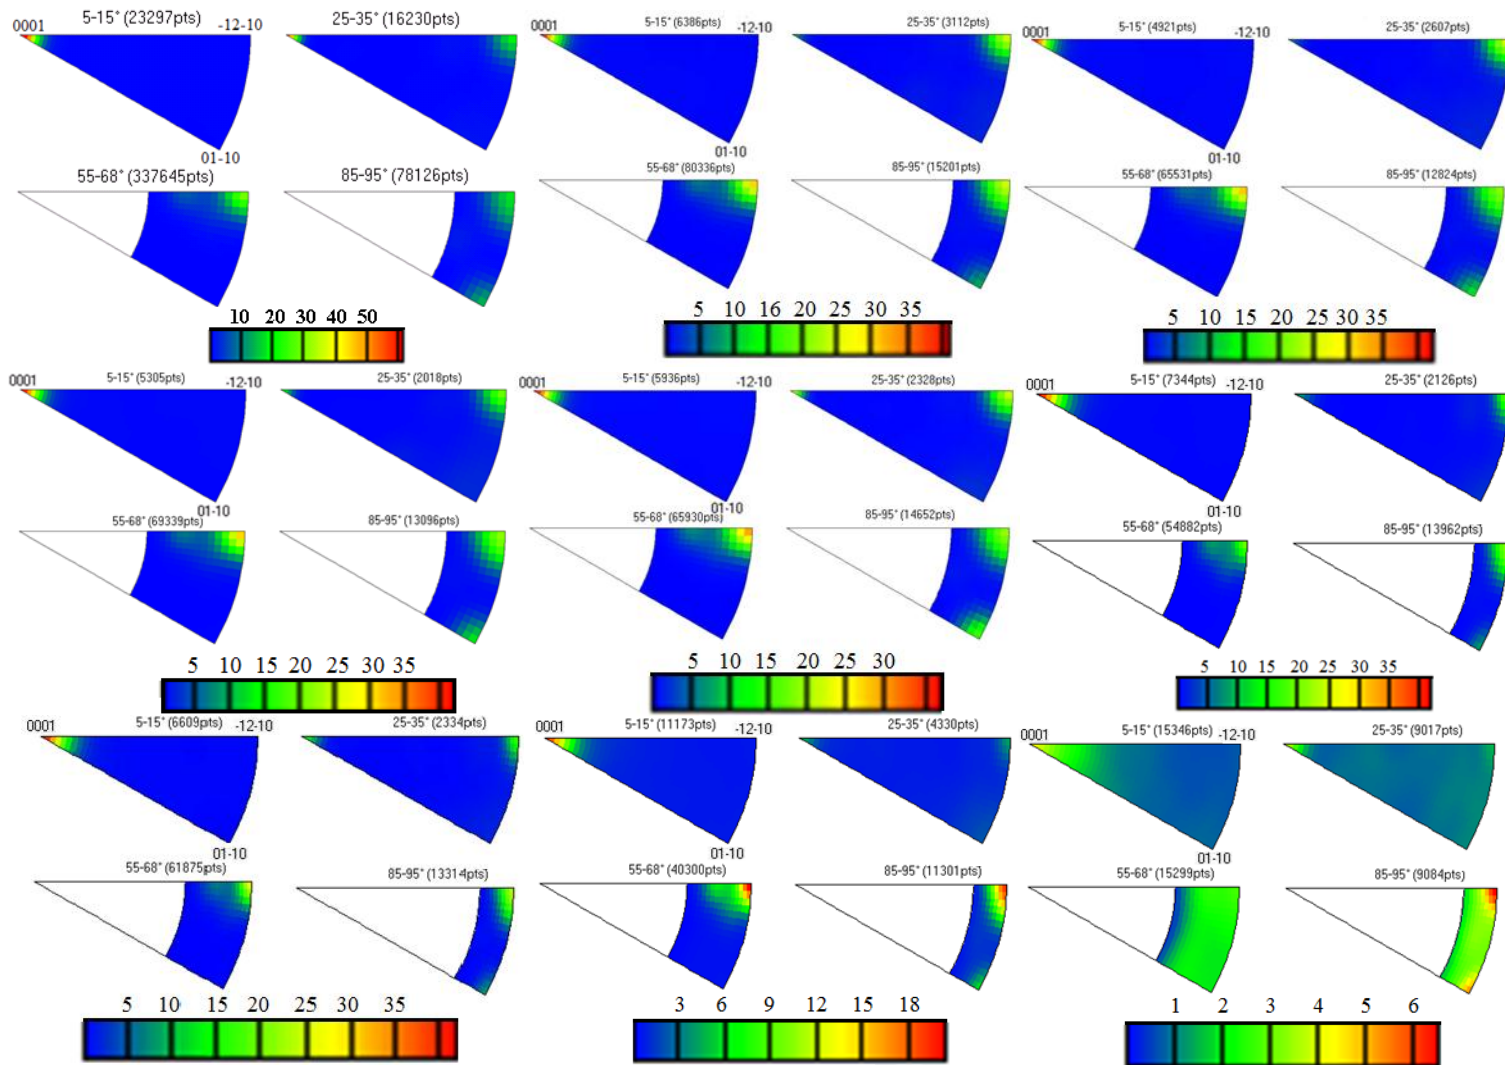 0001 5-15° (23297pts) -12-10 25-35° (16230pts)
01-10
55-68° (337645pts) 85-95° (78126pts)
10 20 30 40 50
0001 5-15° (6386pts) -12-10 25-35° (3112pts)
01-10
55-68° (80336pts) 85-95° (15201pts)
5 10 16 20 25 30 35
0001 5-15° (4921pts) -12-10 25-35° (2607pts)
01-10
55-68° (65531pts) 85-95° (12824pts)
5 10 15 20 25 30 35
0001 5-15° (5305pts) -12-10 25-35° (2018pts)
01-10
55-68° (69339pts) 85-95° (13096pts)
5 10 15 20 25 30 35
0001 5-15° (5936pts) -12-10 25-35° (2328pts)
01-10
55-68° (65930pts) 85-95° (14652pts)
5 10 15 20 25 30
0001 5-15° (7344pts) -12-10 25-35° (2126pts)
01-10
55-68° (54882pts) 85-95° (13962pts)
5 10 15 20 25 30 35
0001 5-15° (6609pts) -12-10 25-35° (2334pts)
01-10
55-68° (61875pts) 85-95° (13314pts)
5 10 15 20 25 30 35
0001 5-15° (11173pts) -12-10 25-35° (4330pts)
01-10
55-68° (40300pts) 85-95° (11301pts)
3 6 9 12 15 18
0001 5-15° (15346pts) -12-10 25-35° (9017pts)
01-10
55-68° (15299pts) 85-95° (9084pts)
1 2 3 4 5 6